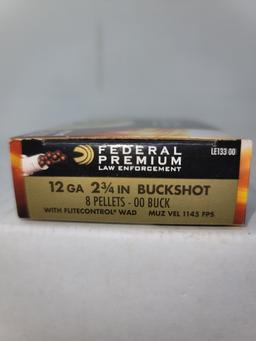 LE133 00
FEDERAL
PREMIUM
LAW ENFORCEMENT
12 GA 2¾ IN BUCKSHOT
8 PELLETS - 00 BUCK
WITH FLITECONTROL® WAD MUZ VEL 1145 FPS